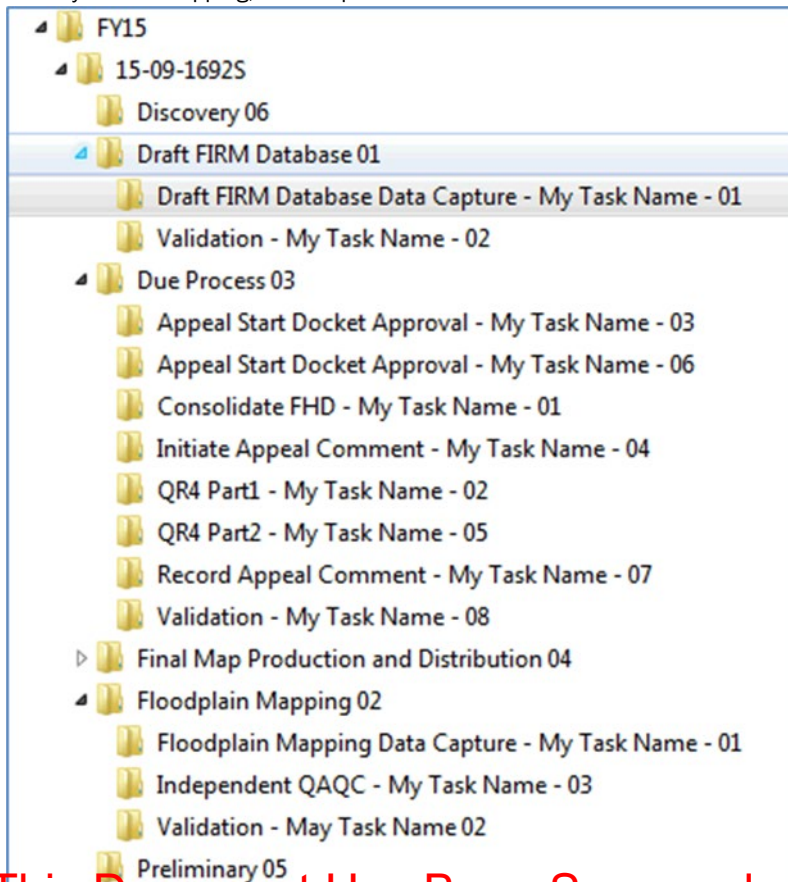 FY15
15-09-1692S
Discovery 06
Draft FIRM Database 01
Draft FIRM Database Data Capture - My Task Name - 01
Validation - My Task Name - 02
Due Process 03
Appeal Start Docket Approval - My Task Name - 03
Appeal Start Docket Approval - My Task Name - 06
Consolidate FHD - My Task Name - 01
Initiate Appeal Comment - My Task Name - 04
QR4 Part1 - My Task Name - 02
QR4 Part2 - My Task Name - 05
Record Appeal Comment - My Task Name - 07
Validation - My Task Name - 08
Final Map Production and Distribution 04
Floodplain Mapping 02
Floodplain Mapping Data Capture - My Task Name - 01
Independent QAQC - My Task Name - 03
Validation - May Task Name 02
Preliminary 05